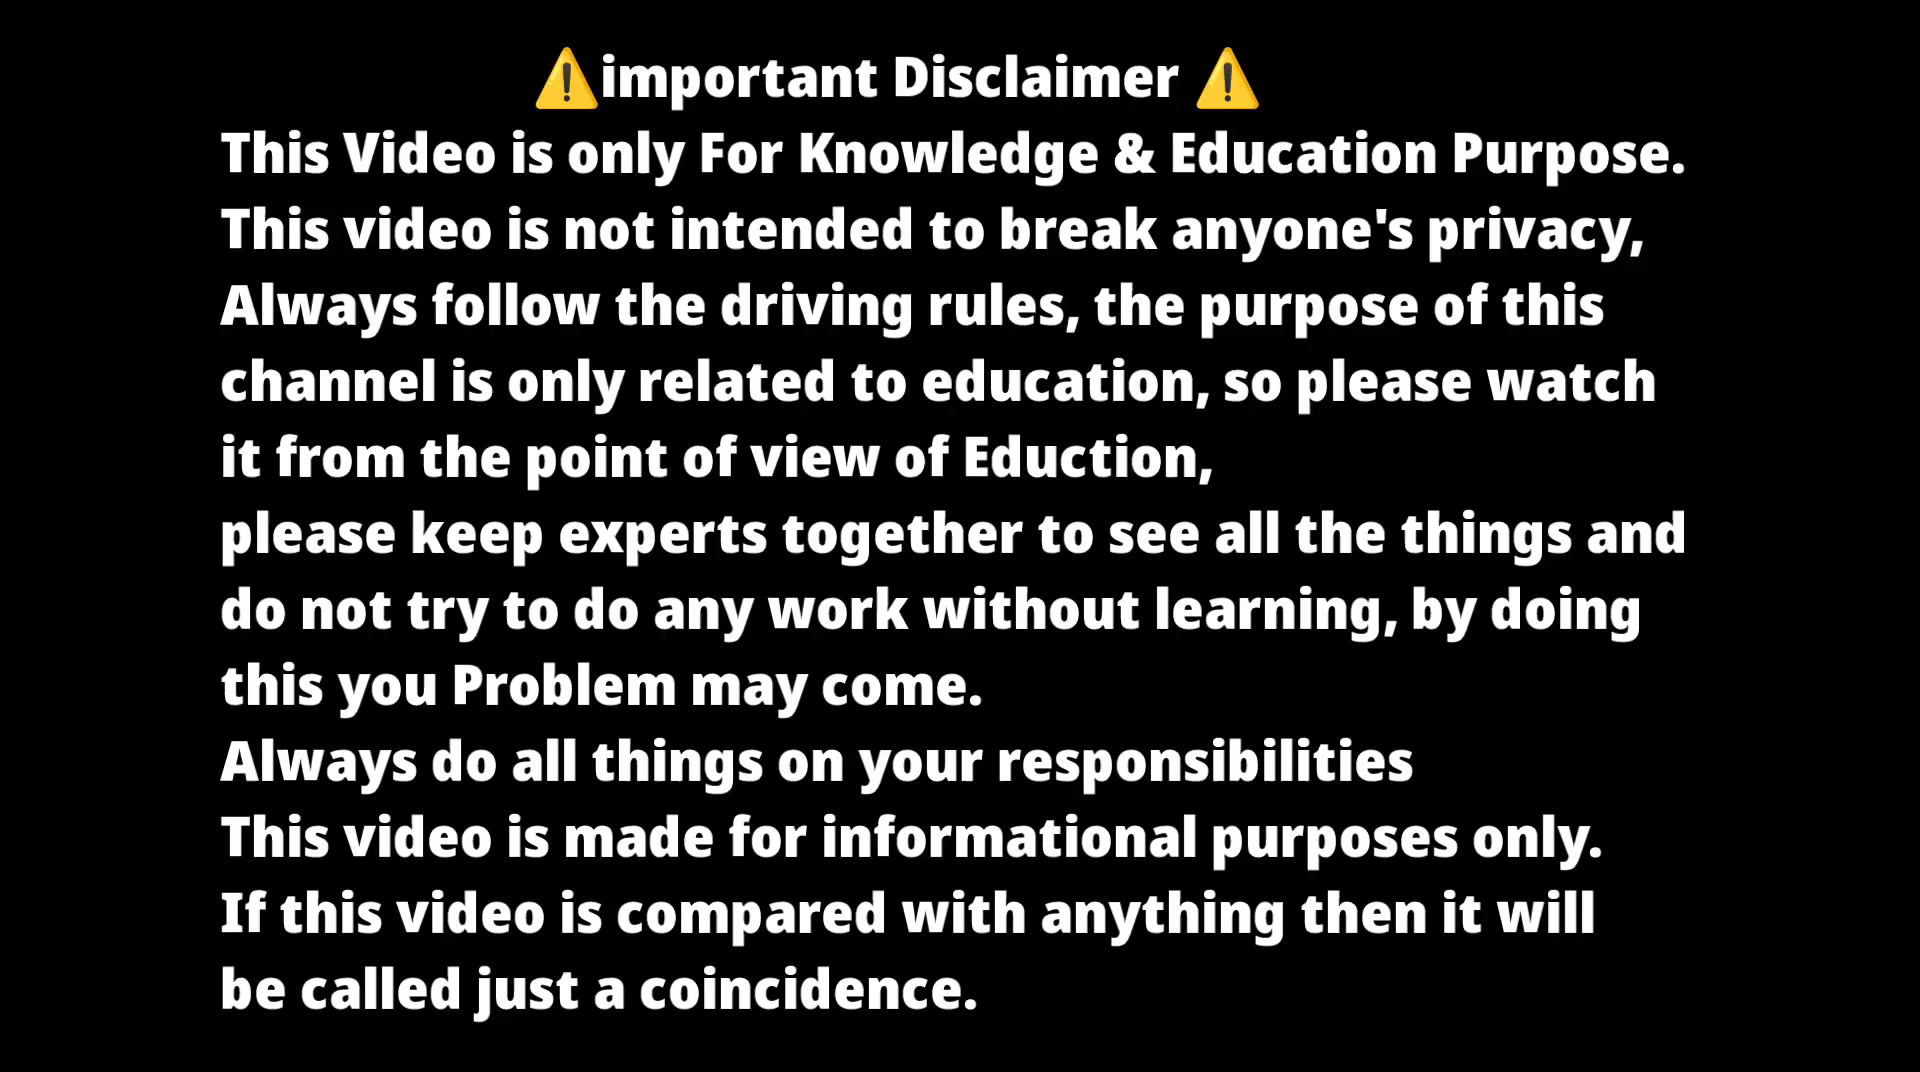 ⚠️important Disclaimer ⚠️
This Video is only For Knowledge & Education Purpose.
This video is not intended to break anyone's privacy,
Always follow the driving rules, the purpose of this
channel is only related to education, so please watch
it from the point of view of Eduction,
please keep experts together to see all the things and
do not try to do any work without learning, by doing
this you Problem may come.
Always do all things on your responsibilities
This video is made for informational purposes only.
If this video is compared with anything then it will
be called just a coincidence.